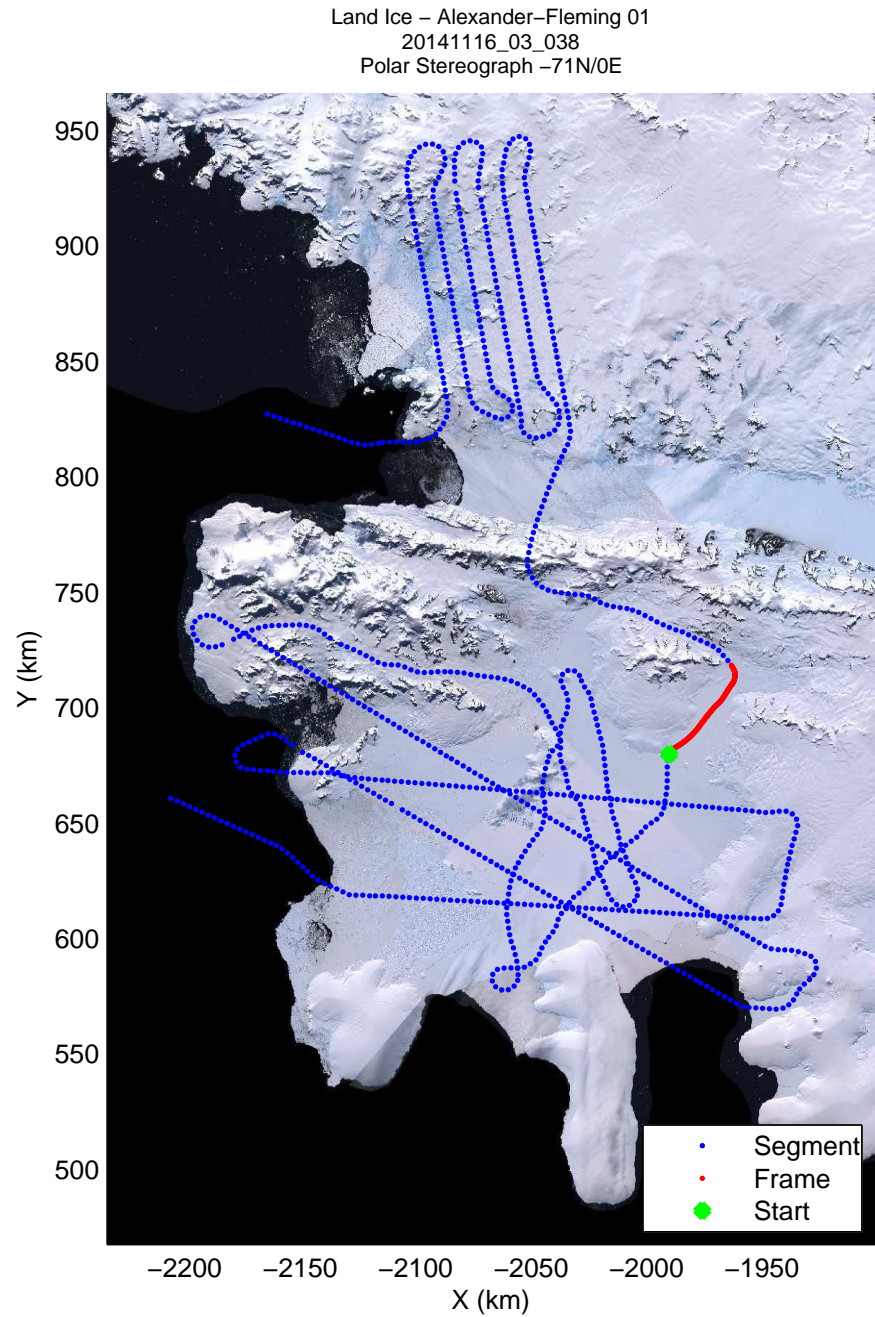 Land Ice − Alexander−Fleming 01
20141116_03_038
Polar Stereograph −71N/0E
950
900
850
800
750
700
650
600
550
500
Y (km)
−2200
−2150
−2100
−2050
−2000
−1950
X (km)
Segment
Frame
Start